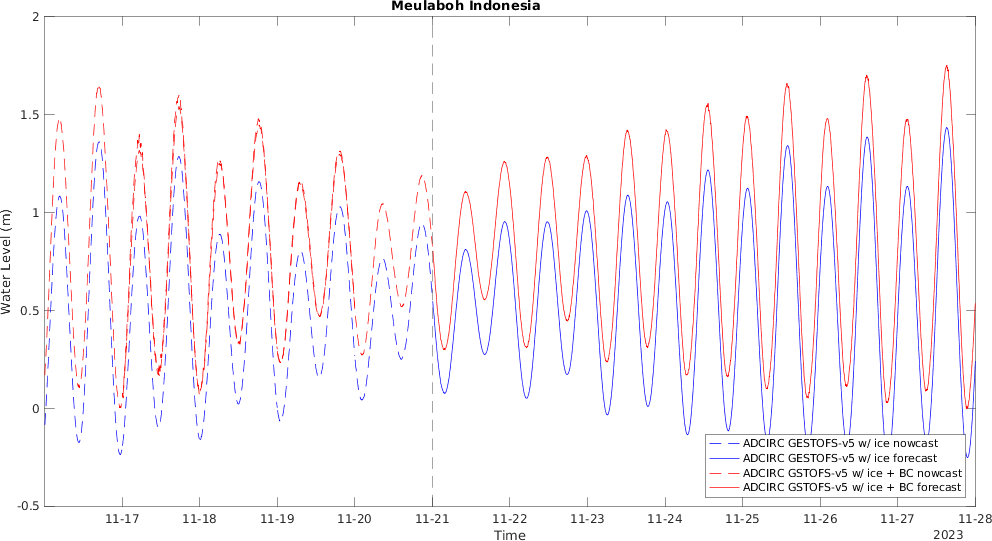 Meulaboh Indonesia
Water Level (m)
2
1.5
1
0.5
0
-0.5
11-17 11-18 11-19 11-20 11-21 11-22 11-23 11-24 11-25 11-26 11-27 11-28
Time
2023
ADCIRC GESTOFS-v5 w/ ice nowcast
ADCIRC GESTOFS-v5 w/ ice forecast
ADCIRC GSTOFS-v5 w/ ice + BC nowcast
ADCIRC GSTOFS-v5 w/ ice + BC forecast